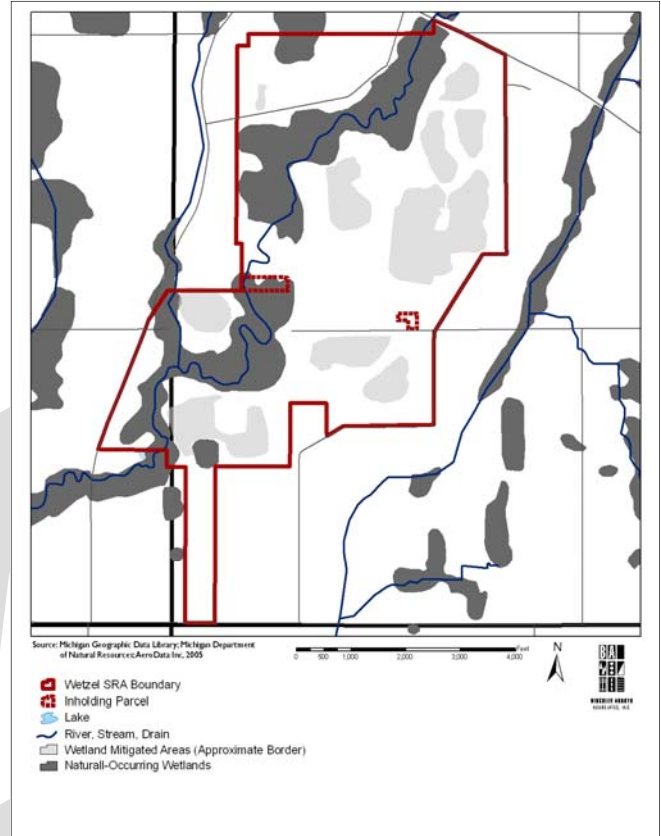 Source: Michigan Geographic Data Library; Michigan Department
of Natural Resources; AeroData Inc, 2005
0 500 1,000 2,000 3,000 4,000
Feet
N
Wetzel SRA Boundary
Inholding Parcel
Lake
River, Stream, Drain
Wetland Mitigated Areas (Approximate Border)
Naturall-Occurring Wetlands